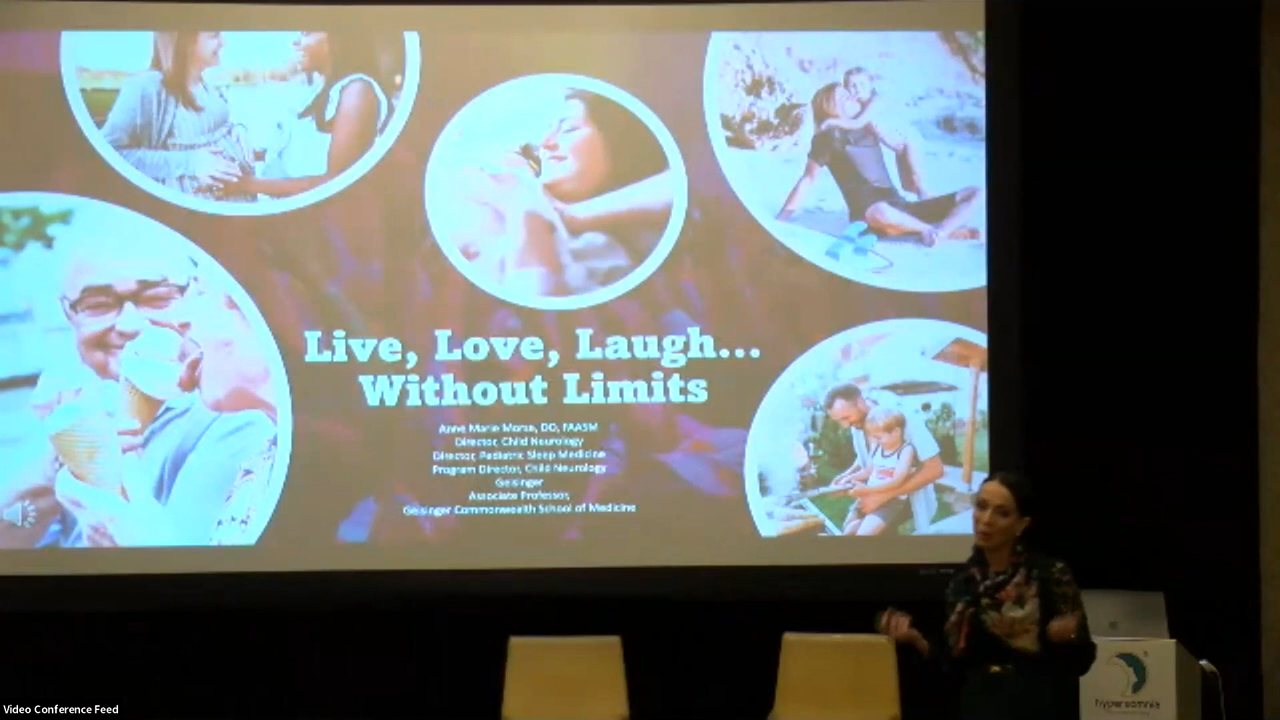 Live, Love, Laugh...
Without Limits
Anne Marie Morse, DO, FAASM
Director, Child Neurology
Director, Pediatric Sleep Medicine
Program Director, Child Neurology
Geisinger
Associate Professor,
Geisinger Commonwealth School of Medicine
hypersomnia
Video Conference Feed